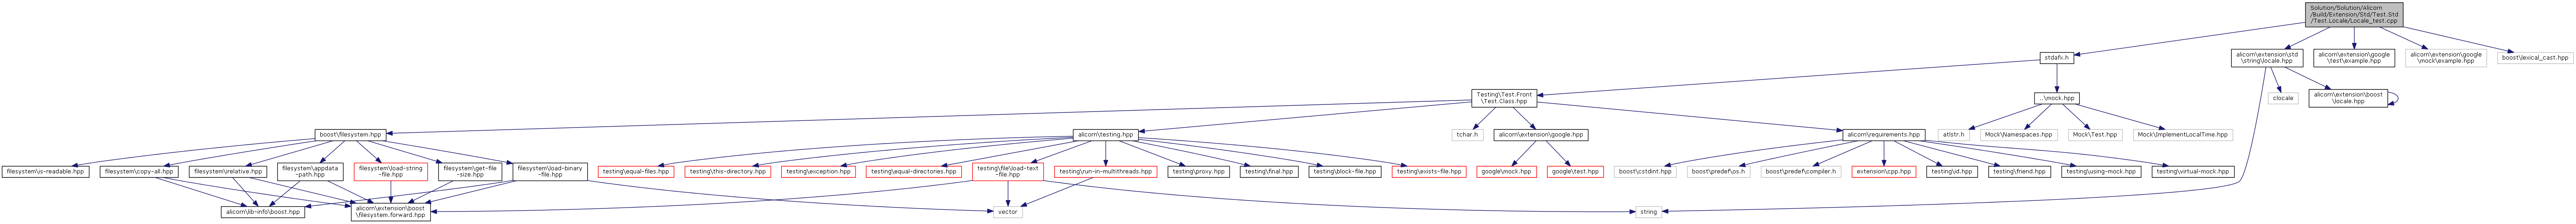 Solution/Solution/Alicorn
/Build/Extension/Std/Test.Std
/Test.Locale/Locale_test.cpp
stdafx.h
alicorn\extension\std
\string\locale.hpp
alicorn\extension\google
\test\example.hpp
alicorn\extension\google
\mock\example.hpp
boost\lexical_cast.hpp
Testing\Test.Front
\Test.Class.hpp
..\mock.hpp
clocale
alicorn\extension\boost
\locale.hpp
boost\filesystem.hpp
alicorn\testing.hpp
tchar.h
alicorn\extension\google.hpp
alicorn\requirements.hpp
atlstr.h
Mock\Namespaces.hpp
Mock\Test.hpp
Mock\ImplementLocalTime.hpp
filesystem\is-readable.hpp
filesystem\copy-all.hpp
filesystem\irelative.hpp
filesystem\appdata
-path.hpp
filesystem\load-string
-file.hpp
filesystem\get-file
-size.hpp
filesystem\load-binary
-file.hpp
testing\equal-files.hpp
testing\this-directory.hpp
testing\exception.hpp
testing\equal-directories.hpp
testing\file\load-text
-file.hpp
testing\run-in-multithreads.hpp
testing\proxy.hpp
testing\final.hpp
testing\block-file.hpp
testing\exists-file.hpp
google\mock.hpp
google\test.hpp
boost\cstdint.hpp
boost\predef\os.h
boost\predef\compiler.h
extension\cpp.hpp
testing\id.hpp
testing\friend.hpp
testing\using-mock.hpp
testing\virtual-mock.hpp
alicorn\lib-info\boost.hpp
alicorn\extension\boost
\filesystem.forward.hpp
vector
string